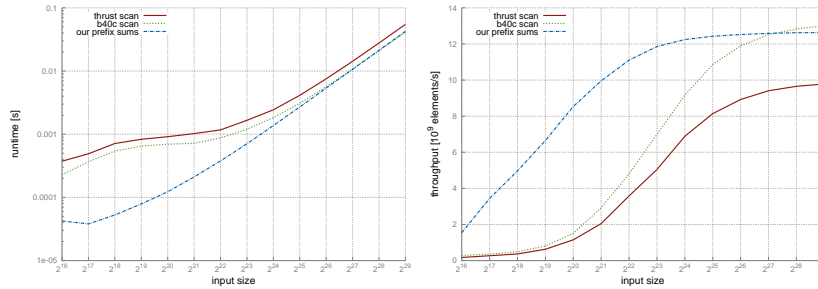 thrust scan
b40c scan
our prefix sums
0.1
0.01
0.001
0.0001
1e-05
runtime [s]
2^16 2^17 2^18 2^19 2^20 2^21 2^22 2^23 2^24 2^25 2^26 2^27 2^28 2^29
input size
thrust scan
b40c scan
our prefix sums
14
12
10
8
6
4
2
0
throughput [10^9 elements/s]
2^16 2^17 2^18 2^19 2^20 2^21 2^22 2^23 2^24 2^25 2^26 2^27 2^28
input size